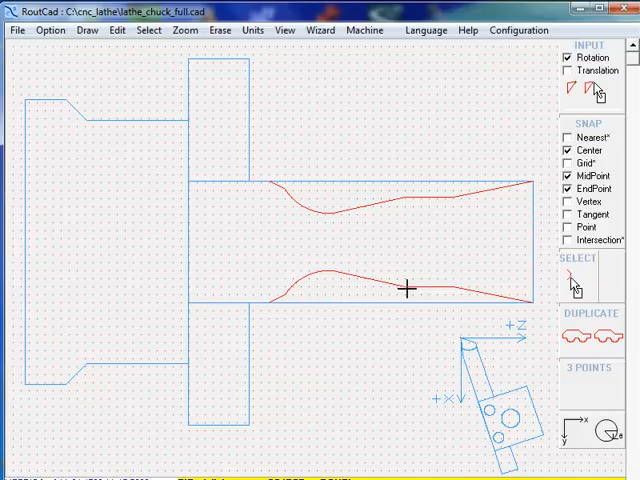 RoutCad : C:\cnc_lathe\lathe_chuck_full.cad
File Option Draw Edit Select Zoom Erase Units View Wizard Machine Language Help Configuration
INPUT
Rotation
Translation
SNAP
Nearest*
Center
Grid*
MidPoint
EndPoint
Vertex
Tangent
Point
Intersection*
SELECT
DUPLICATE
3 POINTS
+Z
+X
x
y